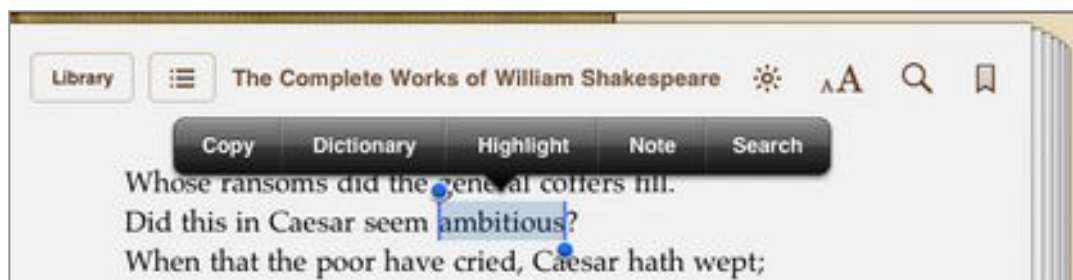 Library The Complete Works of William Shakespeare AA
Copy Dictionary Highlight Note Search
Whose ransoms did the general coffers fill.
Did this in Caesar seem ambitious?
When that the poor have cried, Caesar hath wept;